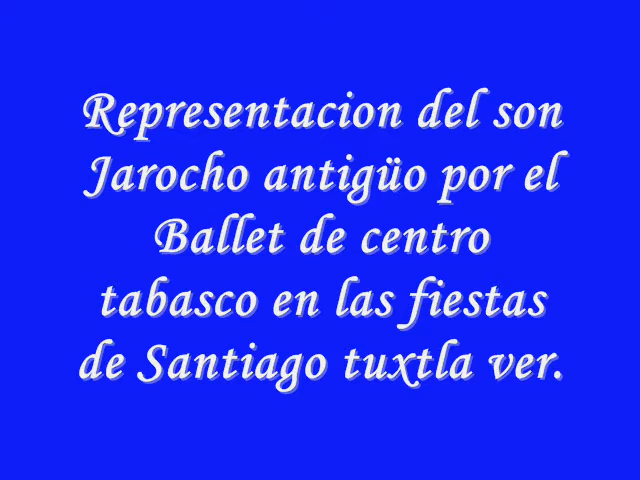 Representacion del son
Jarocho antigüo por el
Ballet de centro
tabasco en las fiestas
de Santiago tuxtla ver.